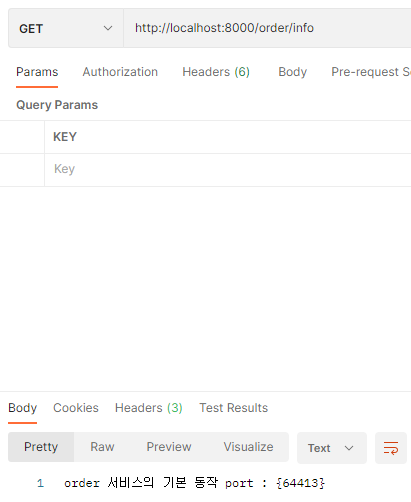 GET http://localhost:8000/order/info
Params Authorization Headers (6) Body Pre-request S
Query Params
KEY
Key
Body Cookies Headers (3) Test Results
Pretty Raw Preview Visualize Text
1 order 서비스의 기본 동작 port : {64413}